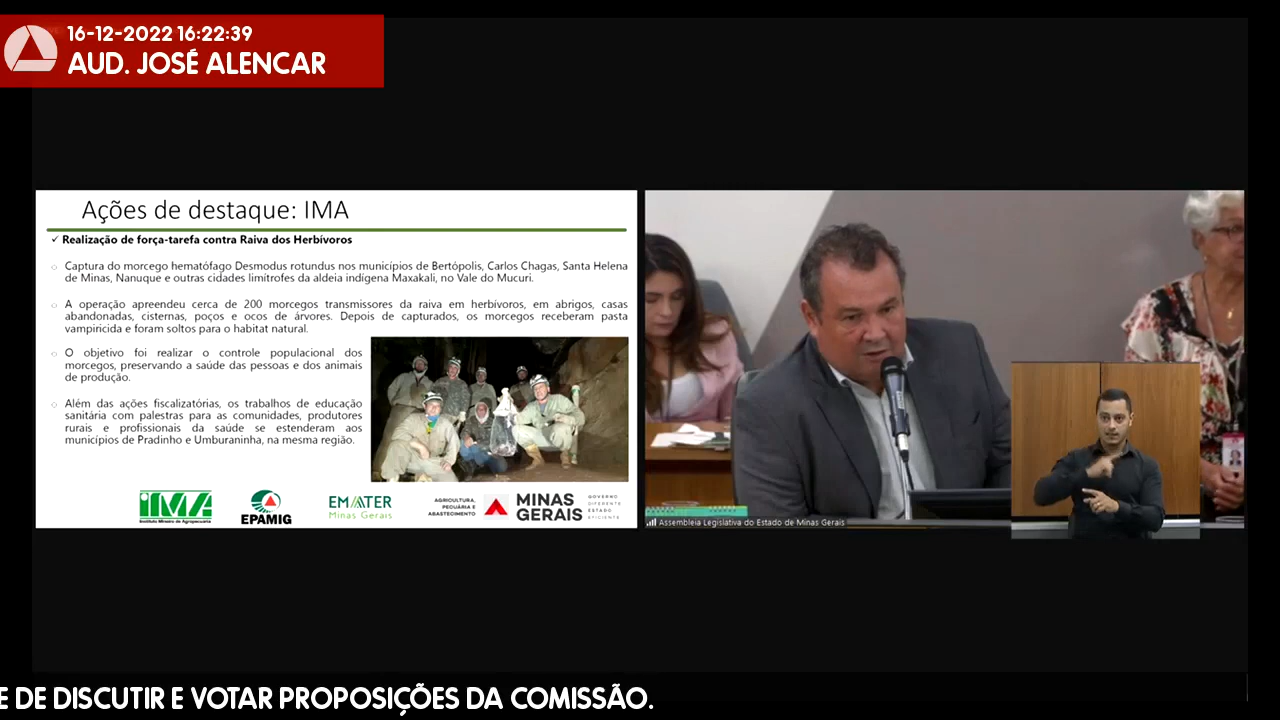 16-12-2022 16:22:39
AUD. JOSÉ ALENCAR
Ações de destaque: IMA
✓ Realização de força-tarefa contra Raiva dos Herbívoros
Captura do morcego hematófago Desmodus rotundus nos municípios de Bertópolis, Carlos Chagas, Santa Helena
de Minas, Nanuque e outras cidades limítrofes da aldeia indígena Maxakali, no Vale do Mucuri.
A operação apreendeu cerca de 200 morcegos transmissores da raiva em herbívoros, em abrigos, casas
abandonadas, cisternas, poços e ocos de árvores. Depois de capturados, os morcegos receberam pasta
vampiricida e foram soltos para o habitat natural.
O objetivo foi realizar o controle populacional dos
morcegos, preservando a saúde das pessoas e dos animais
de produção.
Além das ações fiscalizatórias, os trabalhos de educação
sanitária com palestras para as comunidades, produtores
rurais e profissionais da saúde se estenderam aos
municípios de Pradinho e Umburaninha, na mesma região.
IMA
Instituto Mineiro de Agropecuária
EPAMIG
EMATER
Minas Gerais
AGRICULTURA,
PECUÁRIA E
ABASTECIMENTO
MINAS
GERAIS
GOVERNO
DIFERENTE
ESTADO
EFICIENTE
Assembleia Legislativa do Estado de Minas Gerais
E DE DISCUTIR E VOTAR PROPOSIÇÕES DA COMISSÃO.